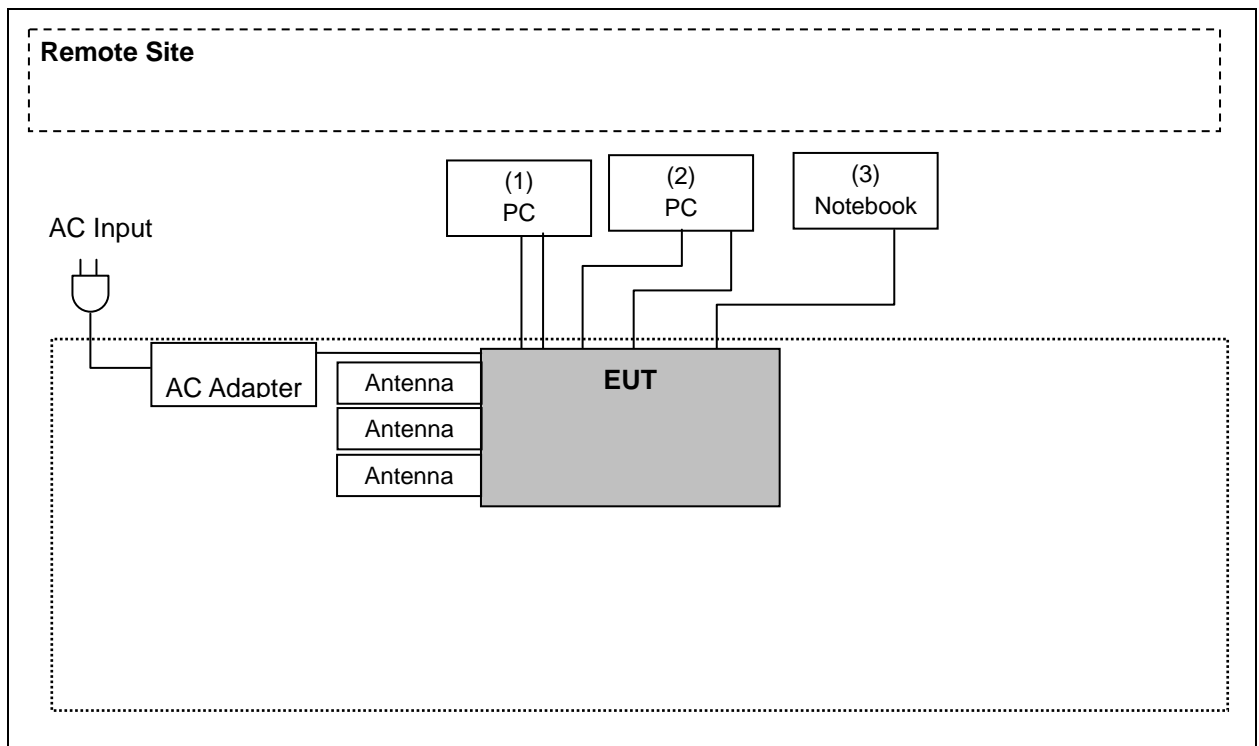 Remote Site
(1)
PC
(2)
PC
(3)
Notebook
AC Input
AC Adapter
Antenna
EUT
Antenna
Antenna